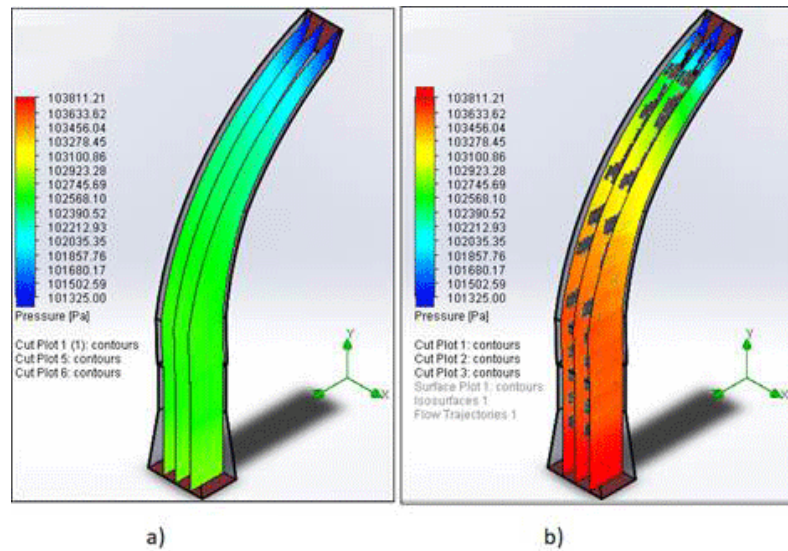 103811.21
103633.62
103456.04
103278.45
103100.86
102923.28
102745.69
102568.10
102390.52
102212.93
102035.35
101857.76
101680.17
101502.59
101325.00
Pressure [Pa]
Cut Plot 1 (1): contours
Cut Plot 5: contours
Cut Plot 6: contours
Y
X
a)
103811.21
103633.62
103456.04
103278.45
103100.86
102923.28
102745.69
102568.10
102390.52
102212.93
102035.35
101857.76
101680.17
101502.59
101325.00
Pressure [Pa]
Cut Plot 1: contours
Cut Plot 2: contours
Cut Plot 3: contours
Surface Plot 1: contours
Isosurfaces 1
Flow Trajectories 1
Y
X
b)